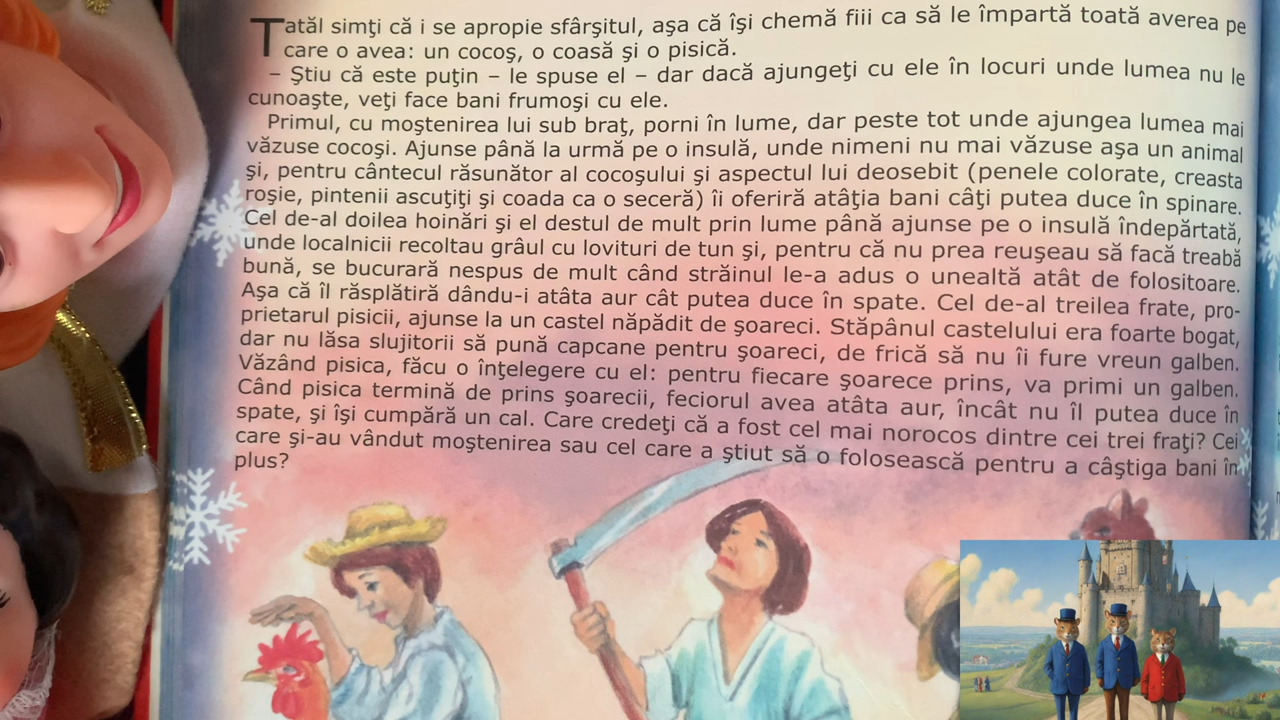 Tatăl simţi că i se apropie sfârşitul, aşa că îşi chemă fiii ca să le împartă toată averea pe
care o avea: un cocoş, o coasă şi o pisică.
– Ştiu că este puţin – le spuse el – dar dacă ajungeţi cu ele în locuri unde lumea nu le
cunoaşte, veţi face bani frumoşi cu ele.
Primul, cu moştenirea lui sub braţ, porni în lume, dar peste tot unde ajungea lumea mai
văzuse cocoşi. Ajunse până la urmă pe o insulă, unde nimeni nu mai văzuse aşa un animal
şi, pentru cântecul răsunător al cocoşului şi aspectul lui deosebit (penele colorate, creasta
roşie, pintenii ascuţiţi şi coada ca o seceră) îi oferiră atâţia bani câţi putea duce în spinare.
Cel de-al doilea hoinări şi el destul de mult prin lume până ajunse pe o insulă îndepărtată,
unde localnicii recoltau grâul cu lovituri de tun şi, pentru că nu prea reuşeau să facă treabă
bună, se bucurară nespus de mult când străinul le-a adus o unealtă atât de folositoare.
Aşa că îl răsplătiră dându-i atâta aur cât putea duce în spate. Cel de-al treilea frate, pro-
prietarul pisicii, ajunse la un castel năpădit de şoareci. Stăpânul castelului era foarte bogat,
dar nu lăsa slujitorii să pună capcane pentru şoareci, de frică să nu îi fure vreun galben.
Văzând pisica, făcu o înţelegere cu el: pentru fiecare şoarece prins, va primi un galben.
Când pisica termină de prins şoarecii, feciorul avea atâta aur, încât nu îl putea duce în
spate, şi îşi cumpără un cal. Care credeţi că a fost cel mai norocos dintre cei trei fraţi? Cei
care şi-au vândut moştenirea sau cel care a ştiut să o folosească pentru a câştiga bani în
plus?